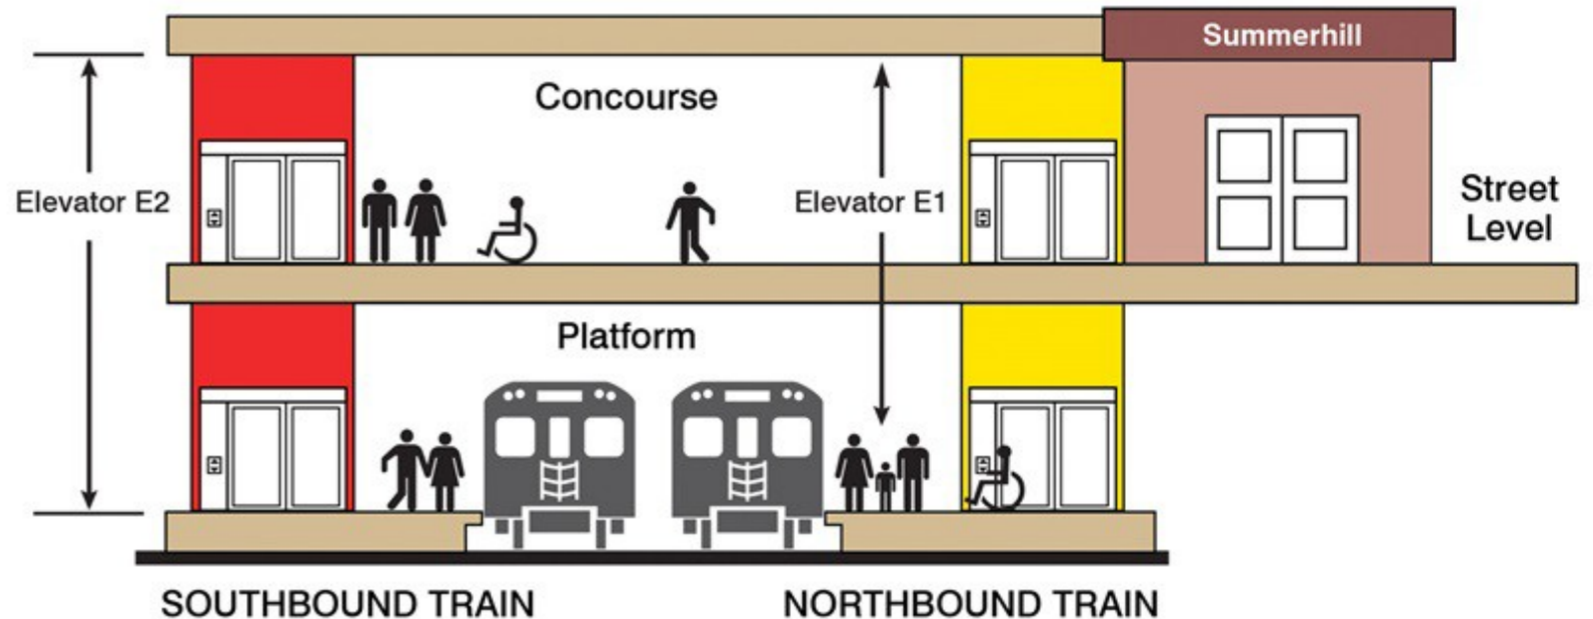 Summerhill
Concourse
Elevator E2
Elevator E1
Street
Level
Platform
SOUTHBOUND TRAIN
NORTHBOUND TRAIN